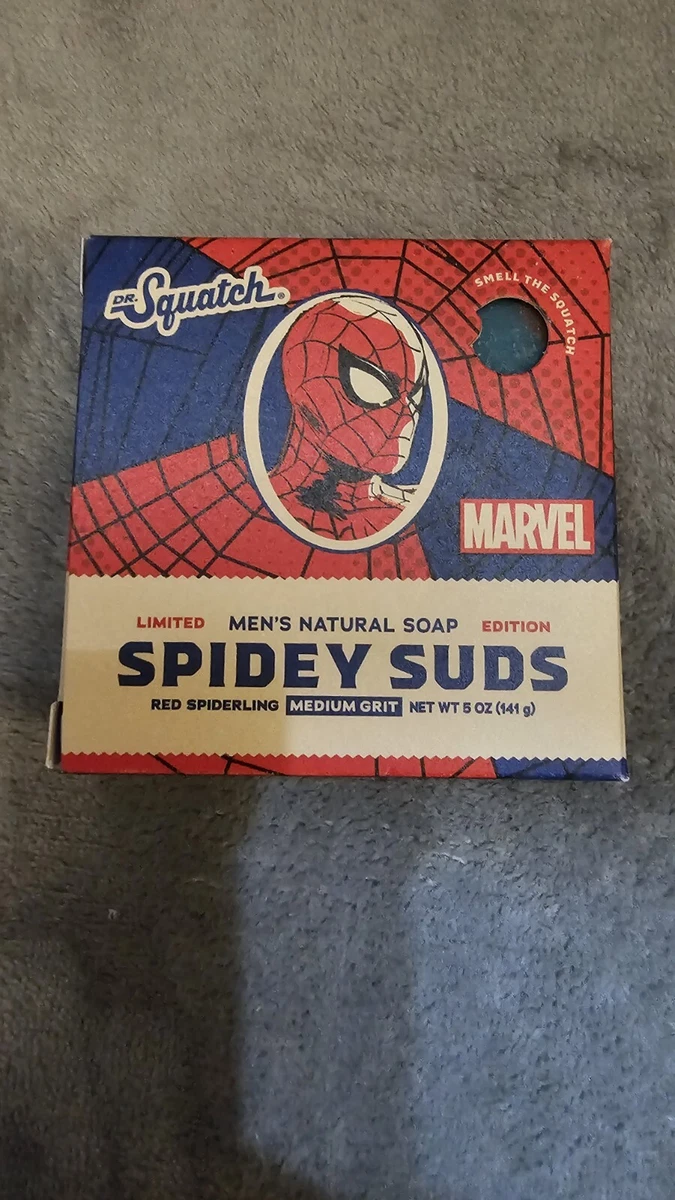 DR. Squatch®
SMELL THE SQUATCH
MARVEL
LIMITED MEN'S NATURAL SOAP EDITION
SPIDEY SUDS
RED SPIDERLING MEDIUM GRIT NET WT 5 OZ (141 g)